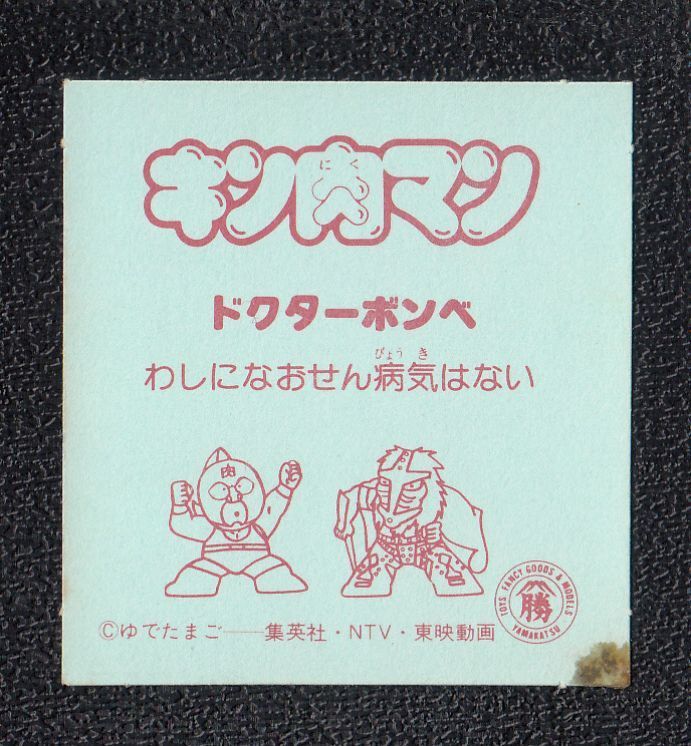 にく
キン肉マン
ドクターボンベ
びょう き
わしになおせん病気はない
肉
TOYS FANCY GOODS & MODELS
勝
YAMAKATSU
©ゆでたまご——集英社・NTV・東映動画